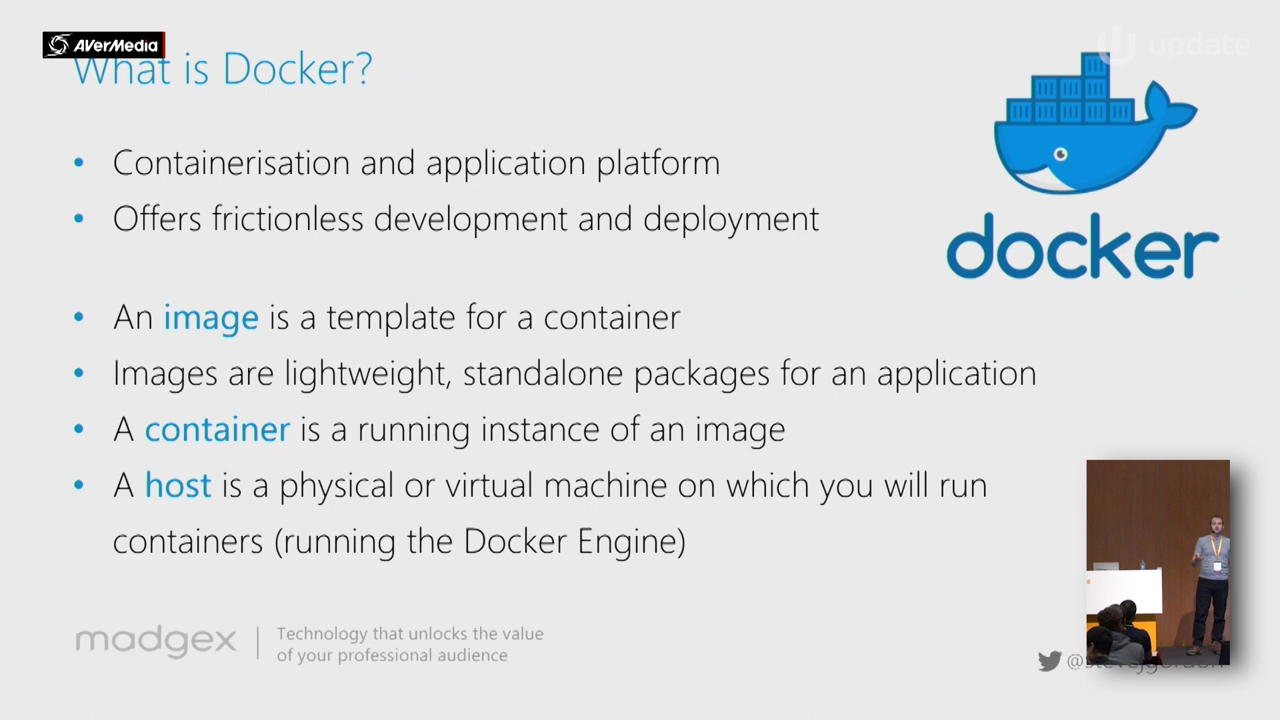 AVerMedia
update
What is Docker?
docker
• Containerisation and application platform
• Offers frictionless development and deployment
• An image is a template for a container
• Images are lightweight, standalone packages for an application
• A container is a running instance of an image
• A host is a physical or virtual machine on which you will run
containers (running the Docker Engine)
madgex
Technology that unlocks the value
of your professional audience